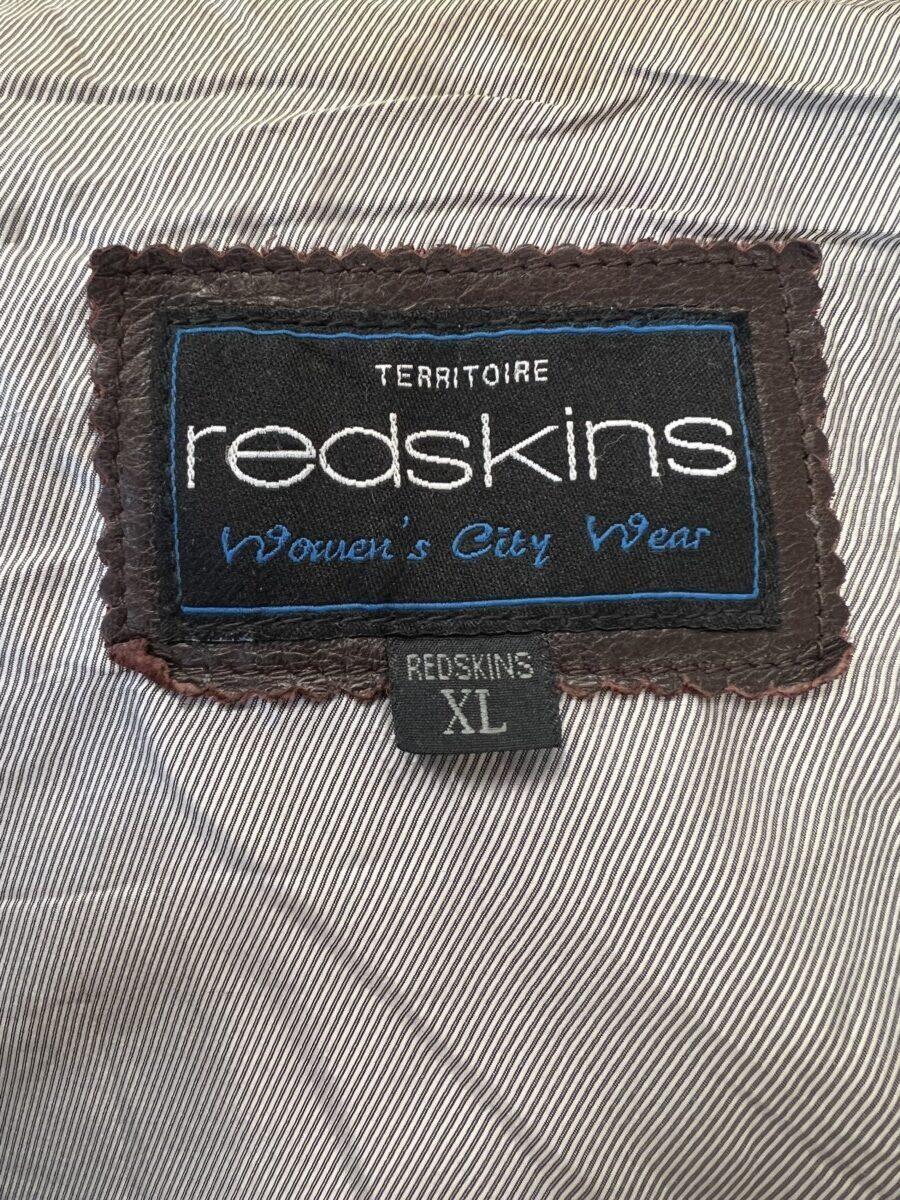 TERRITOIRE
redskins
Women's City Wear
REDSKINS
XL